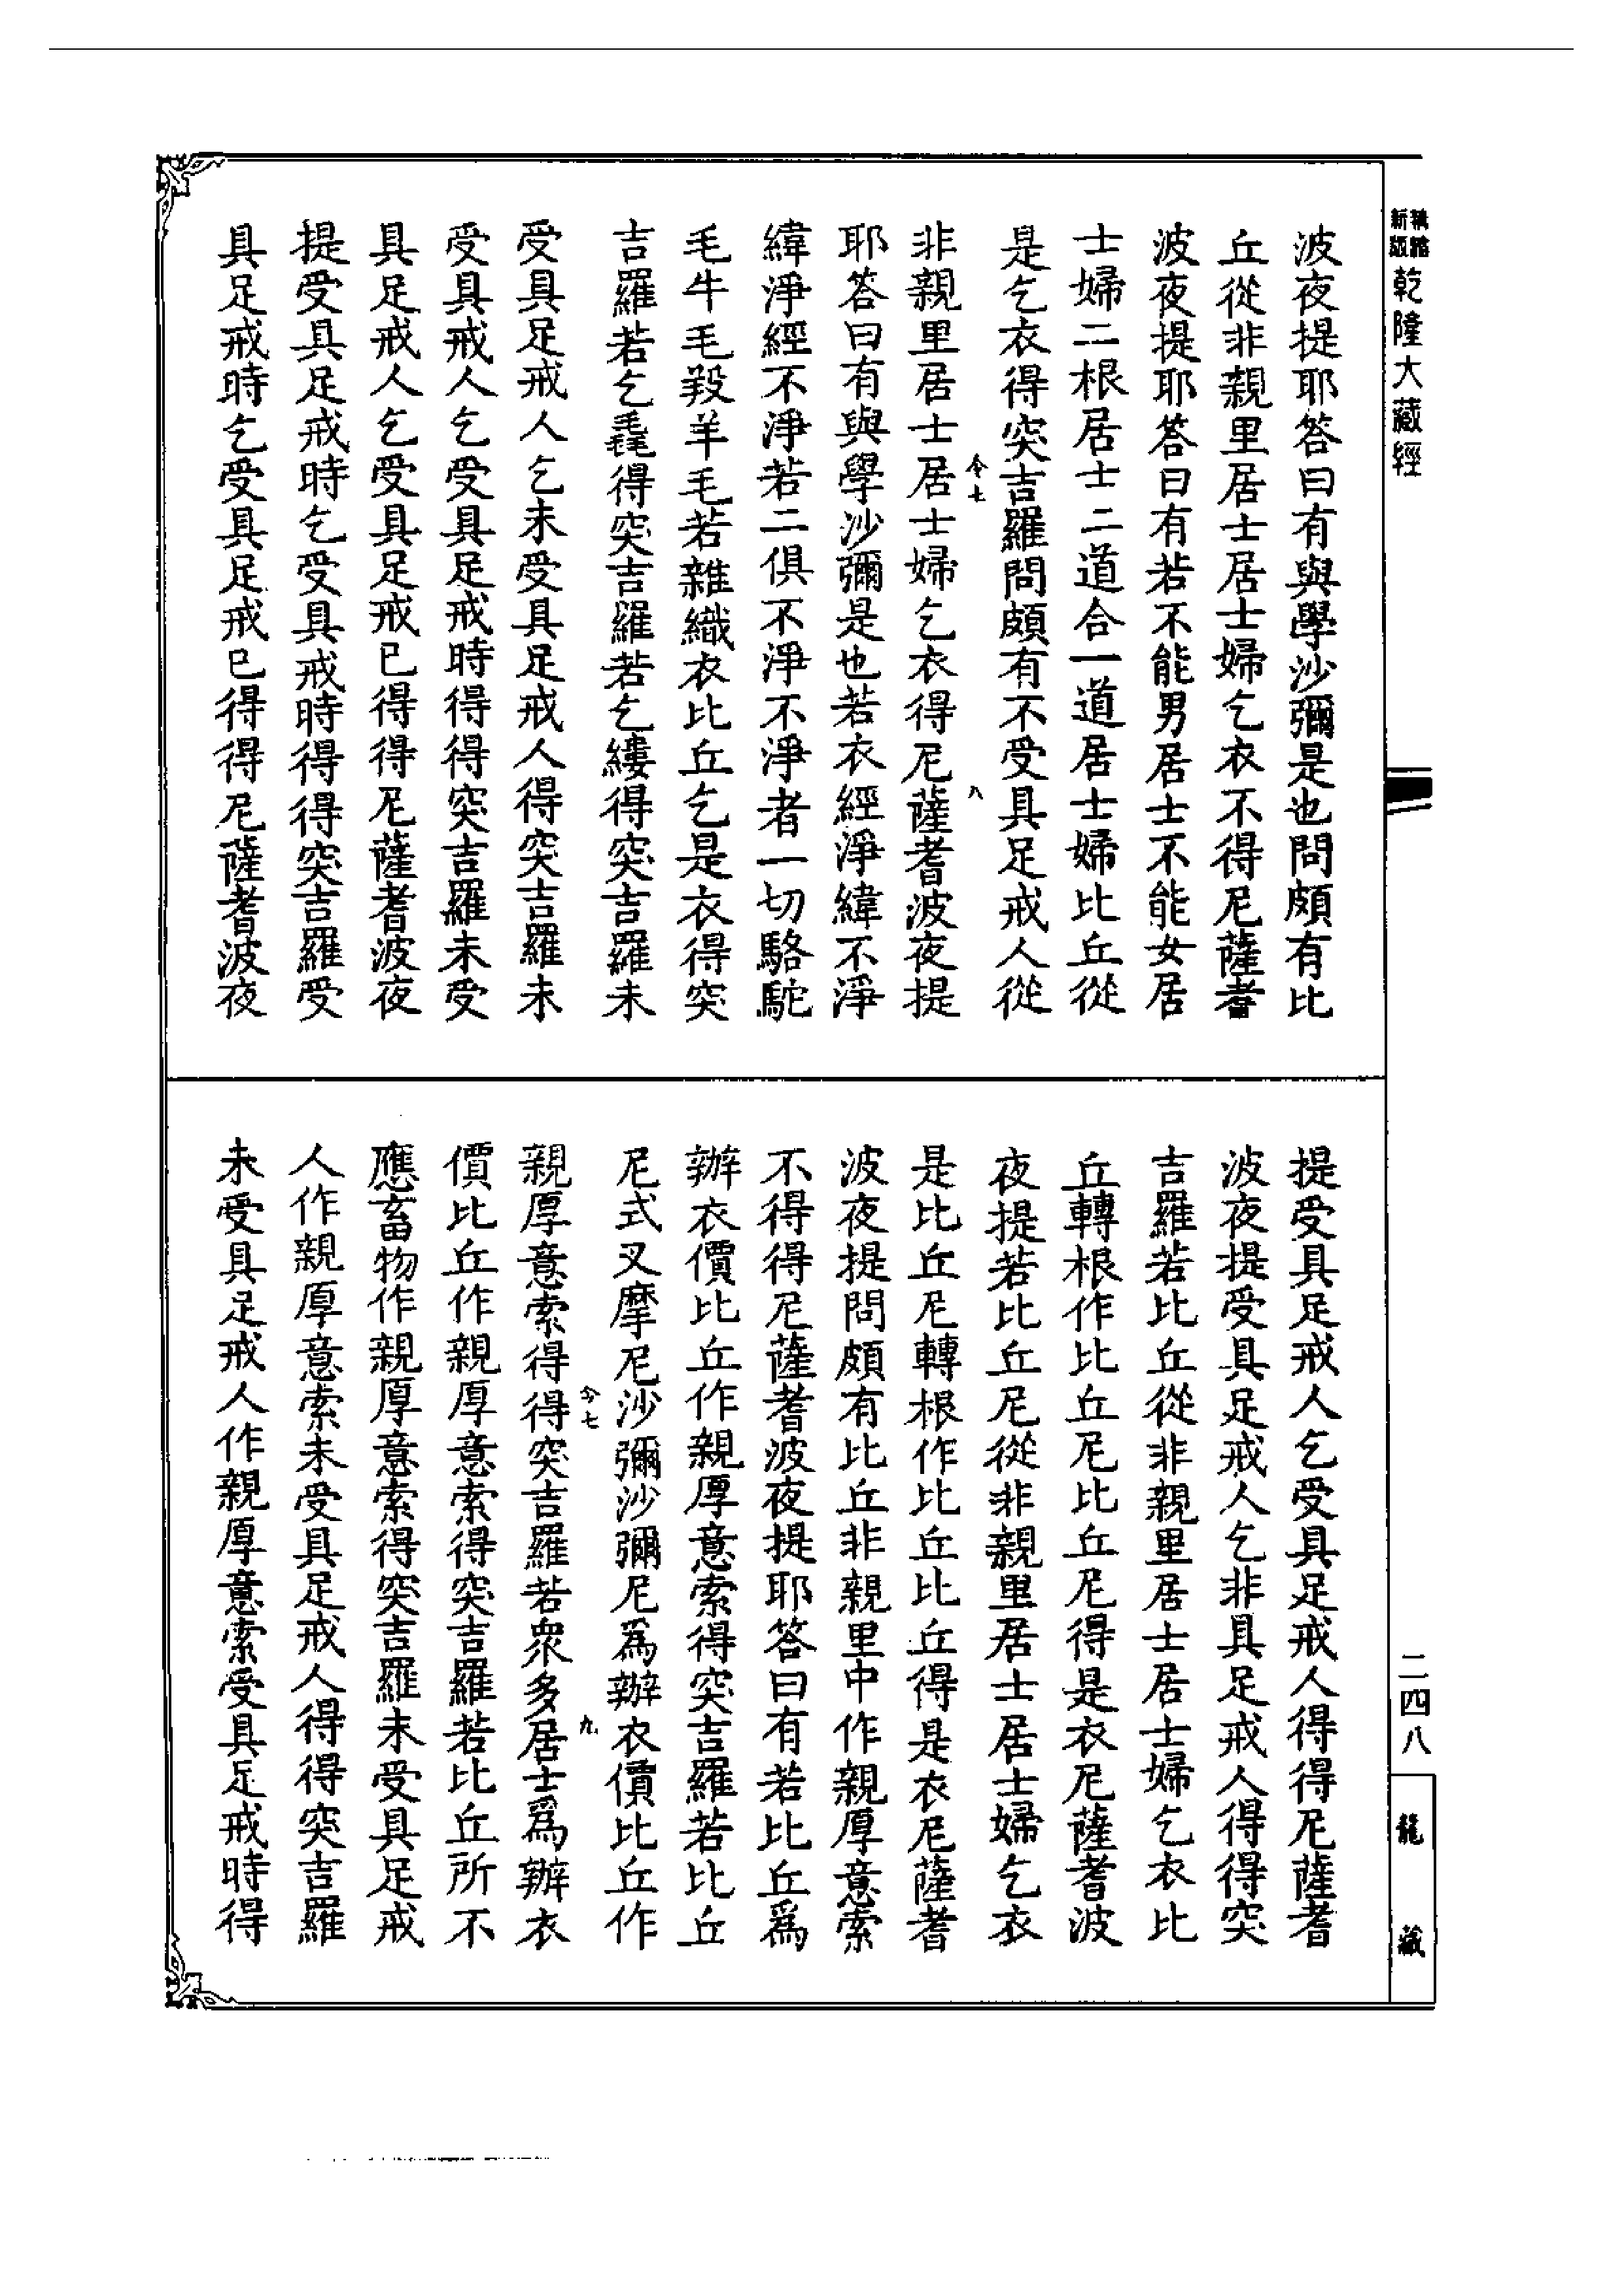 新縮
乾隆大藏經
波夜提耶答曰有與學沙彌是也問頗有比
丘從非親里居士居士婦乞衣不得尼薩耆
波夜提耶答曰有若不能男居士不能女居
士婦二根居士二道合一道居士婦比丘從
是乞衣得突吉羅問頗有不受具足戒人從
今七
八
非親里居士居士婦乞衣得尼薩耆波夜提
耶答曰有與學沙彌是也若衣經淨緯不淨
緯淨經不淨若二俱不淨不淨者一切駱駝
毛牛毛羖羊毛若雜織衣比丘乞是衣得突
吉羅若乞毳得突吉羅若乞縷得突吉羅未
受具足戒人乞未受具足戒人得突吉羅未
受具戒人乞受具足戒時得得突吉羅未受
具足戒人乞受具足戒已得得尼薩耆波夜
提受具足戒時乞受具戒時得得突吉羅受
具足戒時乞受具足戒已得得尼薩耆波夜
提受具足戒人乞受具足戒人得得尼薩耆
波夜提受具足戒人乞非具足戒人得得突
吉羅若比丘從非親里居士居士婦乞衣比
丘轉根作比丘尼比丘尼得是衣尼薩耆波
夜提若比丘尼從非親里居士居士婦乞衣
是比丘尼轉根作比丘比丘得是衣尼薩耆
波夜提問頗有比丘非親里中作親厚意索
不得得尼薩耆波夜提耶答曰有若比丘爲
辦衣價比丘作親厚意索得突吉羅若比丘
尼式叉摩尼沙彌沙彌尼爲辦衣價比丘作
今七
九
親厚意索得得突吉羅若衆多居士爲辦衣
價比丘作親厚意索得突吉羅若比丘所不
應畜物作親厚意索得突吉羅未受具足戒
人作親厚意索未受具足戒人得得突吉羅
未受具足戒人作親厚意索受具足戒時得
二四八
龍藏